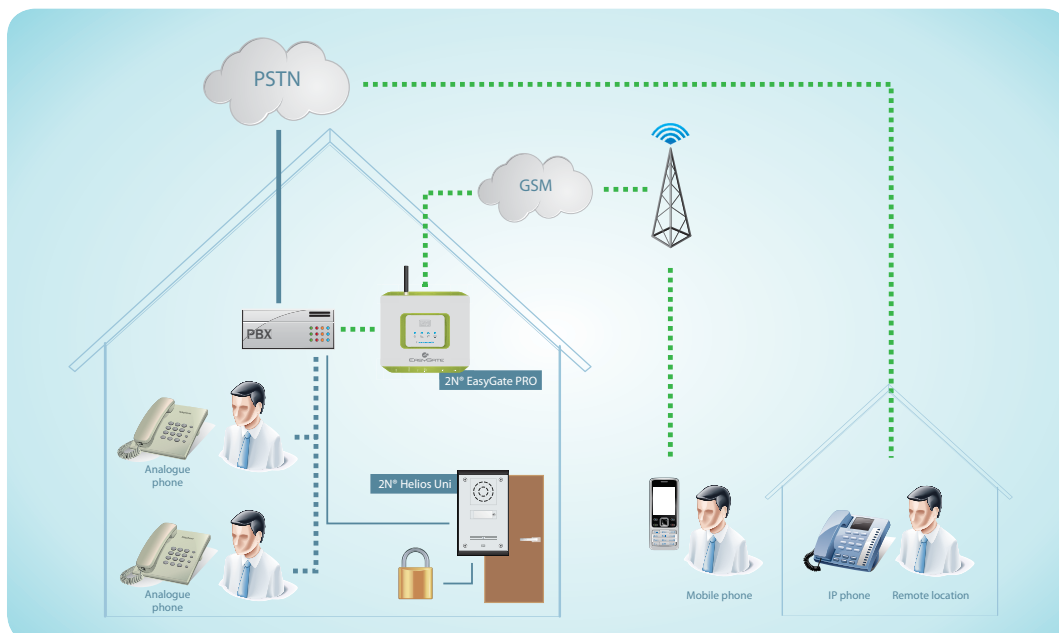 PSTN
GSM
PBX
EASYGATE
2N® EasyGate PRO
Analogue
phone
2N® Helios Uni
Analogue
phone
Mobile phone
IP phone
Remote location